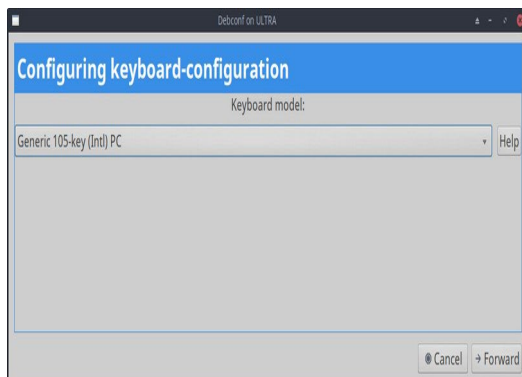 Debconf on ULTRA
Configuring keyboard-configuration
Keyboard model:
Generic 105-key (Intl) PC
Help
Cancel
Forward